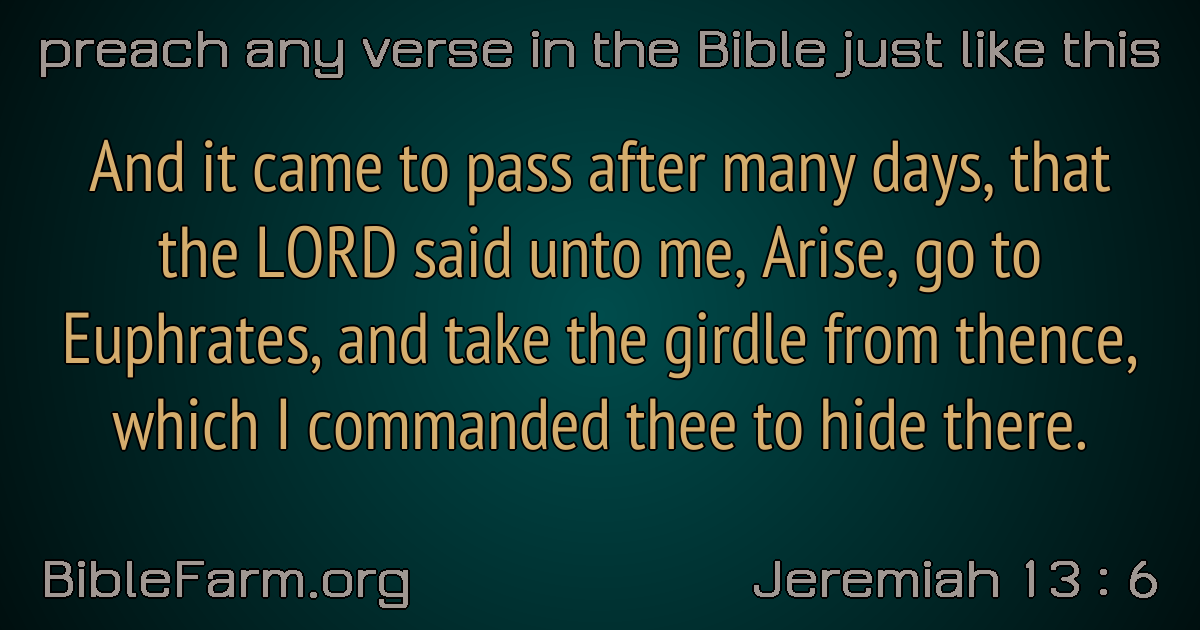 preach any verse in the Bible just like this
And it came to pass after many days, that
the LORD said unto me, Arise, go to
Euphrates, and take the girdle from thence,
which I commanded thee to hide there.
BibleFarm.org
Jeremiah 13 : 6